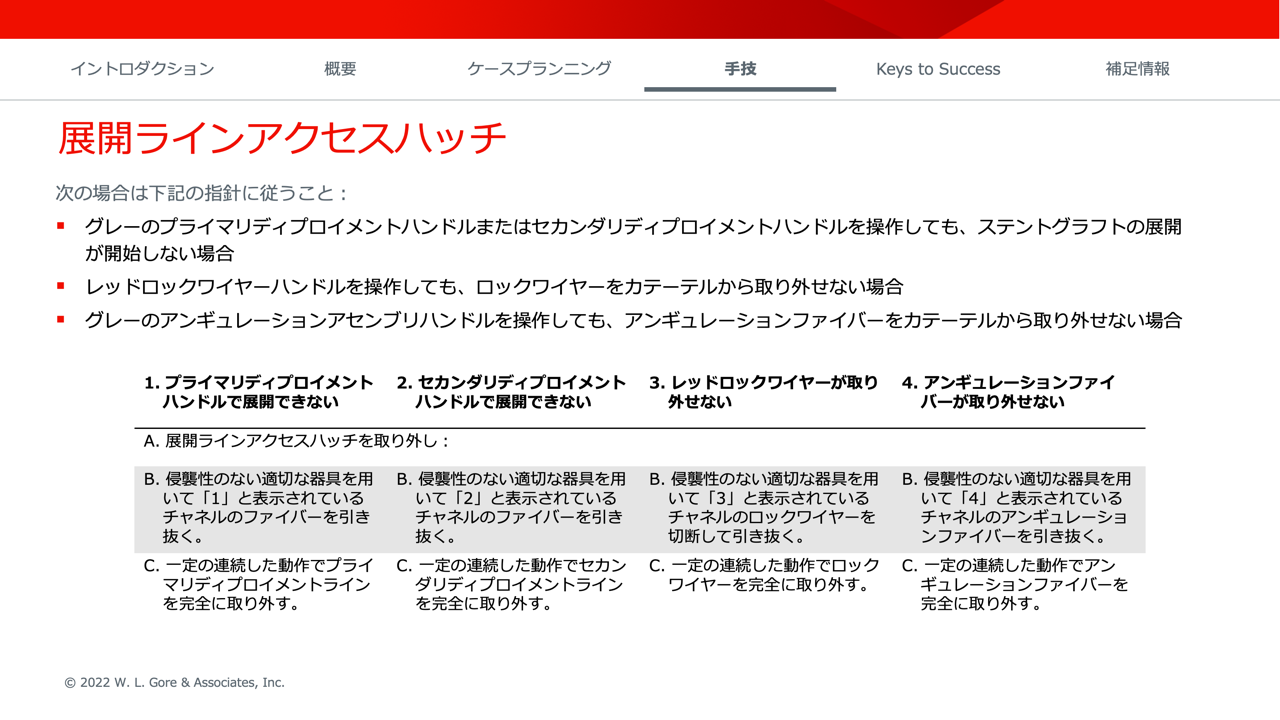 イントロダクション
概要
ケースプランニング
手技
Keys to Success
補足情報
展開ラインアクセスハッチ
次の場合は下記の指針に従うこと：
▪ グレーのプライマリディプロイメントハンドルまたはセカンダリディプロイメントハンドルを操作しても、ステントグラフトの展開
が開始しない場合
▪ レッドロックワイヤーハンドルを操作しても、ロックワイヤーをカテーテルから取り外せない場合
▪ グレーのアンギュレーションアセンブリハンドルを操作しても、アンギュレーションファイバーをカテーテルから取り外せない場合
1. プライマリディプロイメント
ハンドルで展開できない
2. セカンダリディプロイメント
ハンドルで展開できない
3. レッドロックワイヤーが取り
外せない
4. アンギュレーションファイ
バーが取り外せない
A. 展開ラインアクセスハッチを取り外し：
B. 侵襲性のない適切な器具を用
いて「1」と表示されている
チャネルのファイバーを引き
抜く。
B. 侵襲性のない適切な器具を用
いて「2」と表示されている
チャネルのファイバーを引き
抜く。
B. 侵襲性のない適切な器具を用
いて「3」と表示されている
チャネルのロックワイヤーを
切断して引き抜く。
B. 侵襲性のない適切な器具を用
いて「4」と表示されている
チャネルのアンギュレーショ
ンファイバーを引き抜く。
C. 一定の連続した動作でプライ
マリディプロイメントライン
を完全に取り外す。
C. 一定の連続した動作でセカン
ダリディプロイメントライン
を完全に取り外す。
C. 一定の連続した動作でロック
ワイヤーを完全に取り外す。
C. 一定の連続した動作でアン
ギュレーションファイバーを
完全に取り外す。
© 2022 W. L. Gore & Associates, Inc.